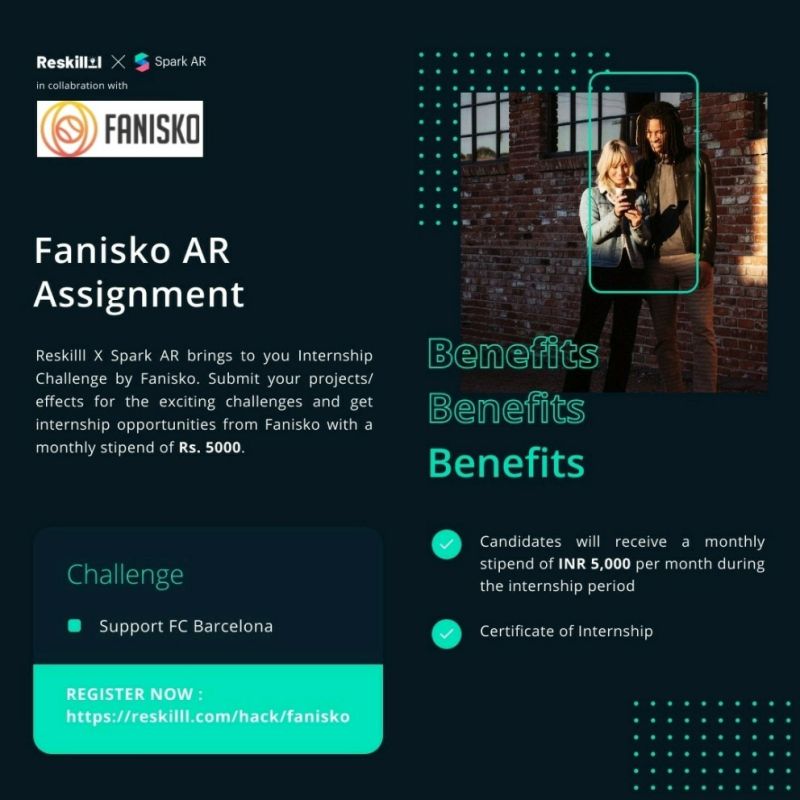 Reskilll X Spark AR
in collabration with
FANISKO
Fanisko AR
Assignment
Reskilll X Spark AR brings to you Internship
Challenge by Fanisko. Submit your projects/
effects for the exciting challenges and get
internship opportunities from Fanisko with a
monthly stipend of Rs. 5000.
Challenge
Support FC Barcelona
REGISTER NOW :
https://reskilll.com/hack/fanisko
Benefits
Benefits
Benefits
Candidates will receive a monthly
stipend of INR 5,000 per month during
the internship period
Certificate of Internship